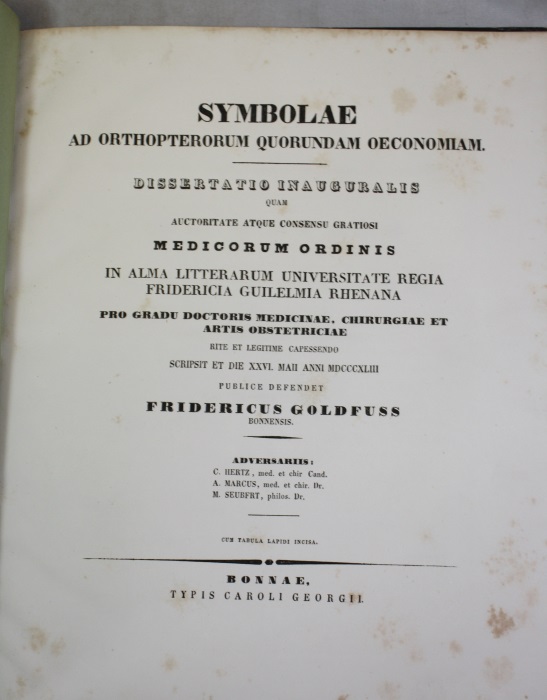 SYMBOLAE
AD ORTHOPTERORUM QUORUNDAM OECONOMIAM.
DISSERTATIO INAUGURALIS
QUAM
AUCTORITATE ATQUE CONSENSU GRATIOSI
MEDICORUM ORDINIS
IN ALMA LITTERARUM UNIVERSITATE REGIA
FRIDERICIA GUILELMIA RHENANA
PRO GRADU DOCTORIS MEDICINAE, CHIRURGIAE ET
ARTIS OBSTETRICIAE
RITE ET LEGITIME CAPESSENDO
SCRIPSIT ET DIE XXVI. MAII ANNI MDCCCXLIII
PUBLICE DEFENDET
FRIDERICUS GOLDFUSS
BONNENSIS.
ADVERSARIIS:
C. HERTZ, med. et chir Cand.
A. MARCUS, med. et chir. Dr.
M. SEUBERT, philos. Dr.
CUM TABULA LAPIDI INCISA.
BONNAE,
TYPIS CAROLI GEORGII.